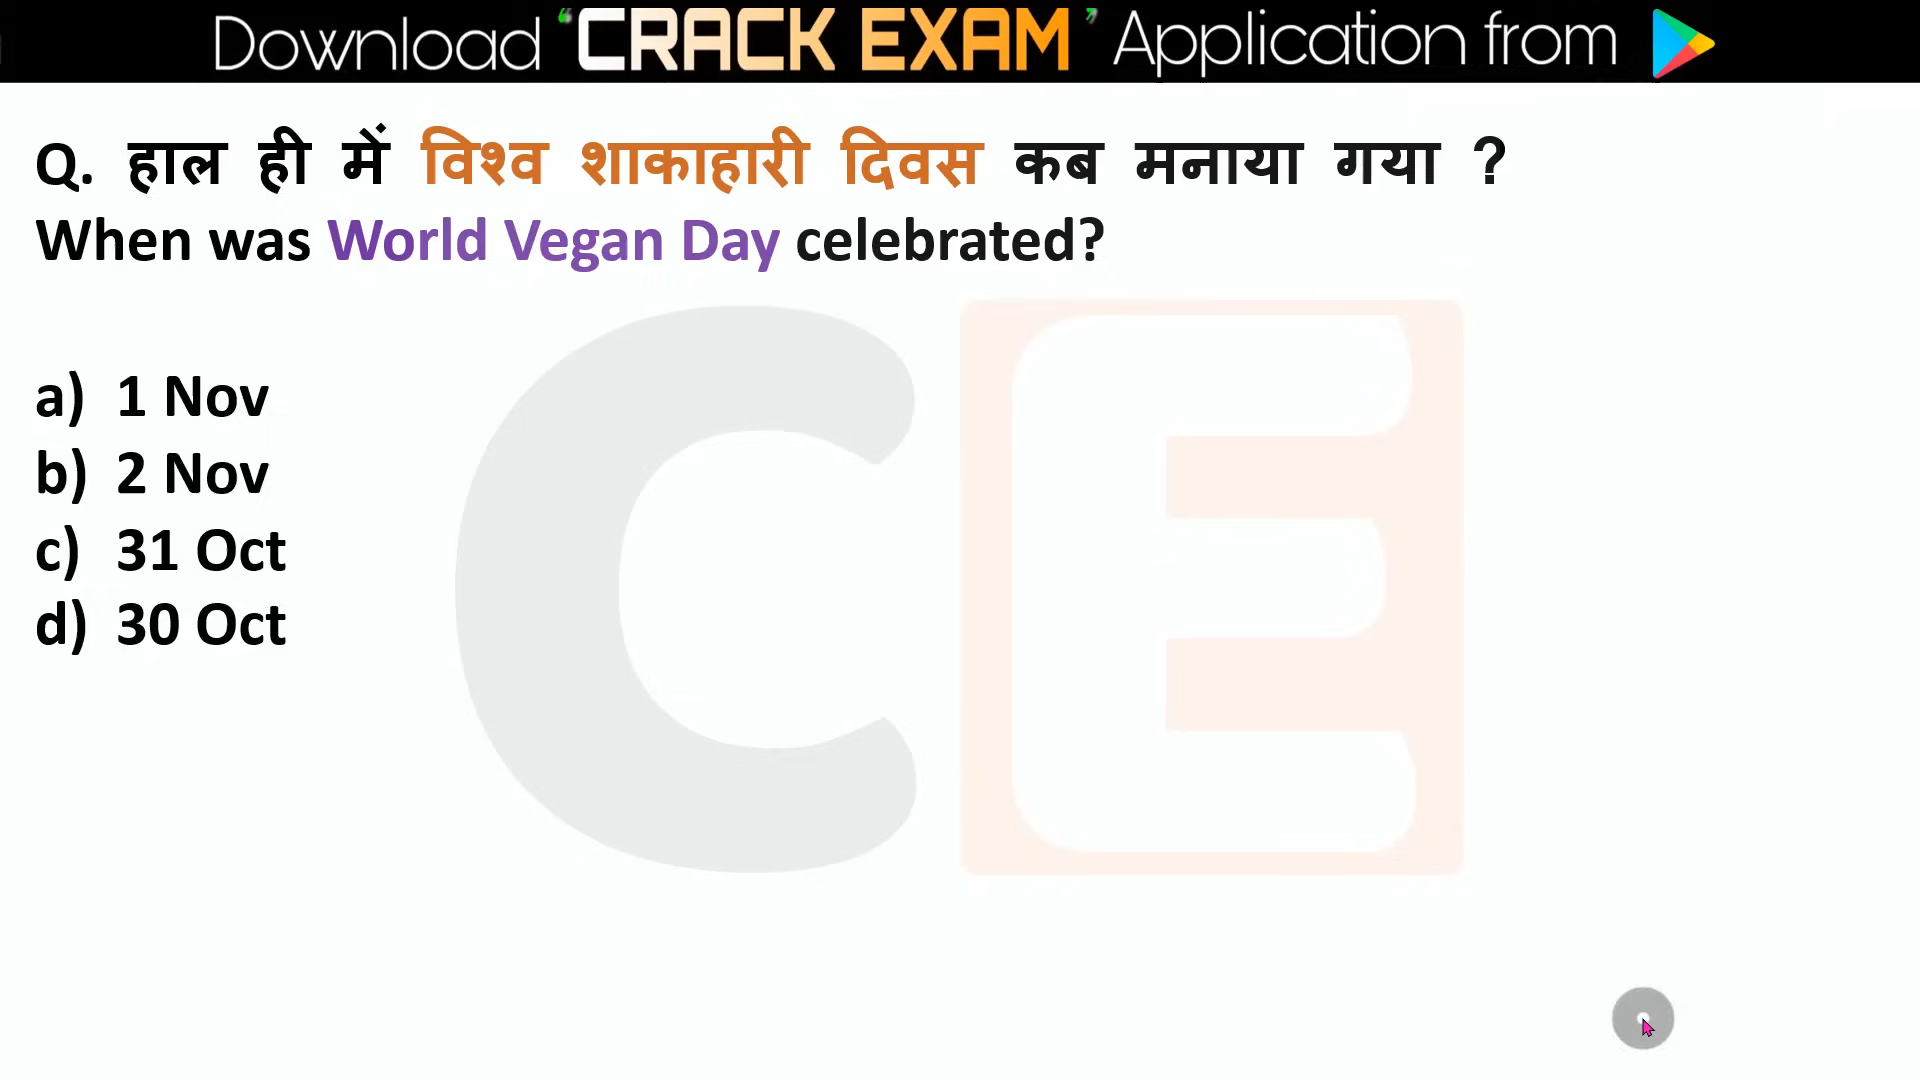 Download ‘CRACK EXAM’ Application from
Q. हाल ही में विश्व शाकाहारी दिवस कब मनाया गया ?
When was World Vegan Day celebrated?
a) 1 Nov
b) 2 Nov
c) 31 Oct
d) 30 Oct
CE